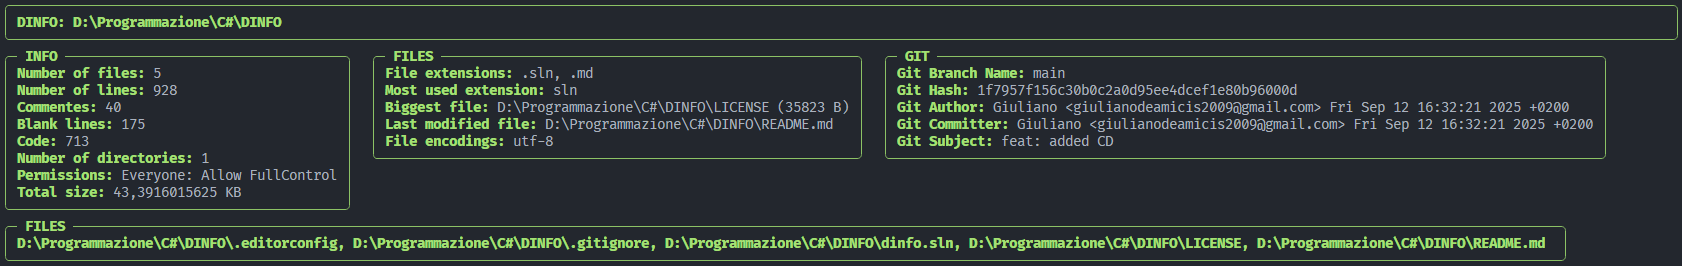 DINFO: D:\Programmazione\C#\DINFO
INFO
Number of files: 5
Number of lines: 928
Commentes: 40
Blank lines: 175
Code: 713
Number of directories: 1
Permissions: Everyone: Allow FullControl
Total size: 43,3916015625 KB
FILES
File extensions: .sln, .md
Most used extension: sln
Biggest file: D:\Programmazione\C#\DINFO\LICENSE (35823 B)
Last modified file: D:\Programmazione\C#\DINFO\README.md
File encodings: utf-8
GIT
Git Branch Name: main
Git Hash: 1f7957f156c30b0c2a0d95ee4dcef1e80b96000d
Git Author: Giuliano <giulianodeamicis2009@gmail.com> Fri Sep 12 16:32:21 2025 +0200
Git Committer: Giuliano <giulianodeamicis2009@gmail.com> Fri Sep 12 16:32:21 2025 +0200
Git Subject: feat: added CD
FILES
D:\Programmazione\C#\DINFO\.editorconfig, D:\Programmazione\C#\DINFO\.gitignore, D:\Programmazione\C#\DINFO\dinfo.sln, D:\Programmazione\C#\DINFO\LICENSE, D:\Programmazione\C#\DINFO\README.md